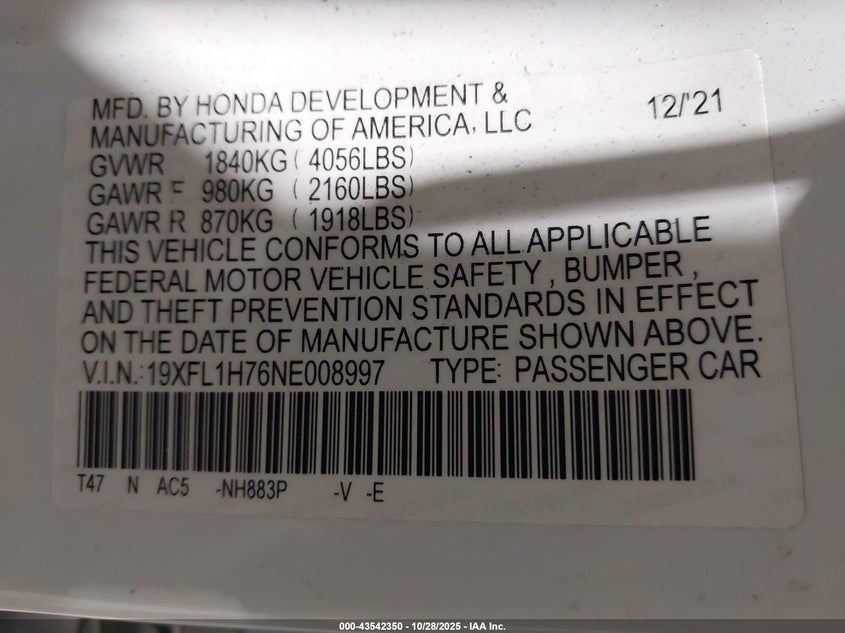 MFD. BY HONDA DEVELOPMENT & 12/'21
MANUFACTURING OF AMERICA, LLC
GVWR 1840KG ( 4056LBS)
GAWR F 980KG ( 2160LBS)
GAWR R 870KG ( 1918LBS)
THIS VEHICLE CONFORMS TO ALL APPLICABLE
FEDERAL MOTOR VEHICLE SAFETY , BUMPER ,
AND THEFT PREVENTION STANDARDS IN EFFECT
ON THE DATE OF MANUFACTURE SHOWN ABOVE.
V.I.N.: 19XFL1H76NE008997 TYPE: PASSENGER CAR
T47 N AC5 -NH883P -V -E
000-43542350 | 10/28/2025 - IAA Inc.